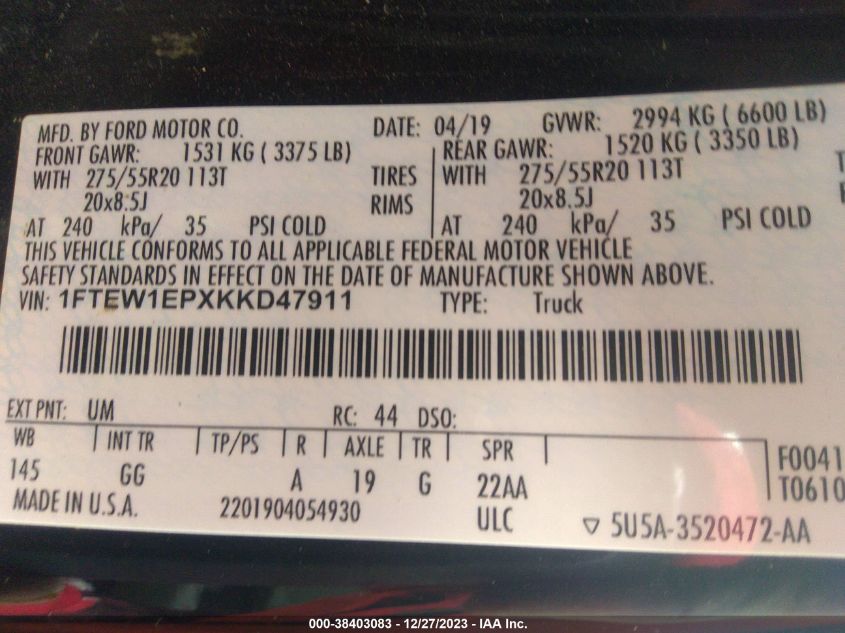 MFD. BY FORD MOTOR CO. DATE: 04/19 GVWR: 2994 KG ( 6600 LB)
FRONT GAWR: 1531 KG ( 3375 LB) REAR GAWR: 1520 KG ( 3350 LB)
WITH 275/55R20 113T TIRES WITH 275/55R20 113T
20x8.5J RIMS 20x8.5J
AT 240 kPa/ 35 PSI COLD AT 240 kPa/ 35 PSI COLD
THIS VEHICLE CONFORMS TO ALL APPLICABLE FEDERAL MOTOR VEHICLE
SAFETY STANDARDS IN EFFECT ON THE DATE OF MANUFACTURE SHOWN ABOVE.
VIN: 1FTEW1EPXKKD47911 TYPE: Truck
EXT PNT: UM RC: 44 DSO:
WB INT TR TP/PS R AXLE TR SPR
145 GG A 19 G 22AA
F0041
T0610
MADE IN U.S.A. 2201904054930 ULC ▽ 5U5A-3520472-AA
000-38403083 - 12/27/2023 - IAA Inc.